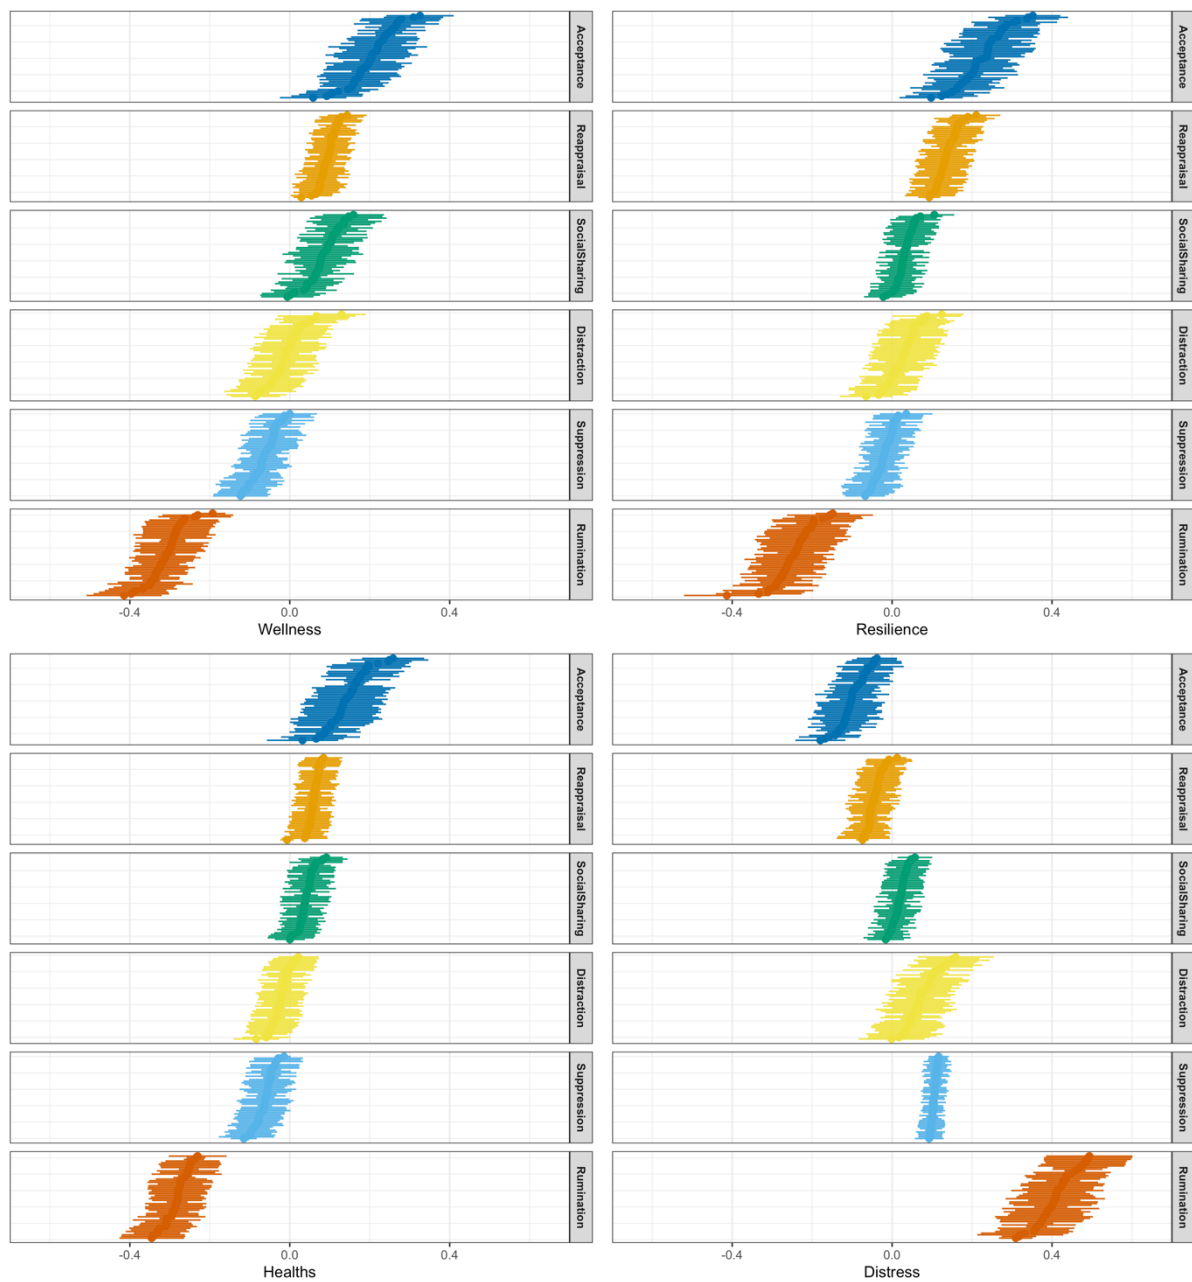 Acceptance
Reappraisal
SocialSharing
Distraction
Suppression
Rumination
-0.4 0.0 0.4
Wellness
Acceptance
Reappraisal
SocialSharing
Distraction
Suppression
Rumination
-0.4 0.0 0.4
Resilience
Acceptance
Reappraisal
SocialSharing
Distraction
Suppression
Rumination
-0.4 0.0 0.4
Healths
Acceptance
Reappraisal
SocialSharing
Distraction
Suppression
Rumination
-0.4 0.0 0.4
Distress